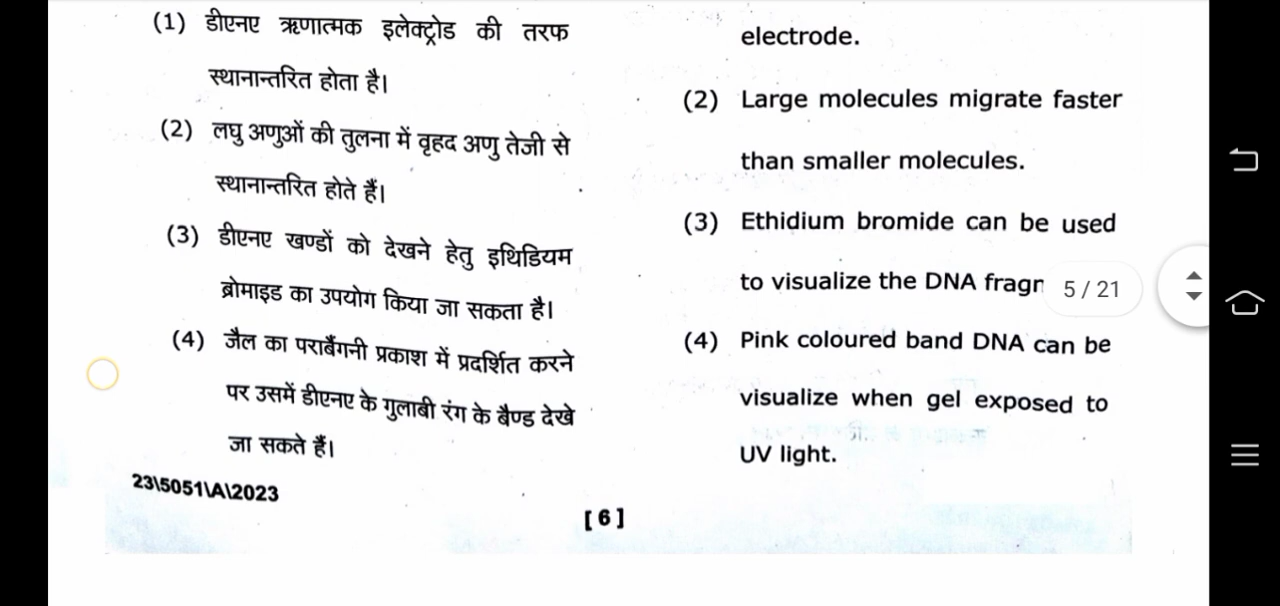 (1) डीएनए ऋणात्मक इलेक्ट्रोड की तरफ
स्थानान्तरित होता है।
(2) लघु अणुओं की तुलना में वृहद अणु तेजी से
स्थानान्तरित होते हैं।
(3) डीएनए खण्डों को देखने हेतु इथिडियम
ब्रोमाइड का उपयोग किया जा सकता है।
(4) जैल का पराबैंगनी प्रकाश में प्रदर्शित करने
पर उसमें डीएनए के गुलाबी रंग के बैण्ड देखे
जा सकते हैं।
23\5051\A\2023
electrode.
(2) Large molecules migrate faster
than smaller molecules.
(3) Ethidium bromide can be used
to visualize the DNA
5 / 21
(4) Pink coloured band DNA can be
visualize when gel exposed to
UV light.
[ 6 ]